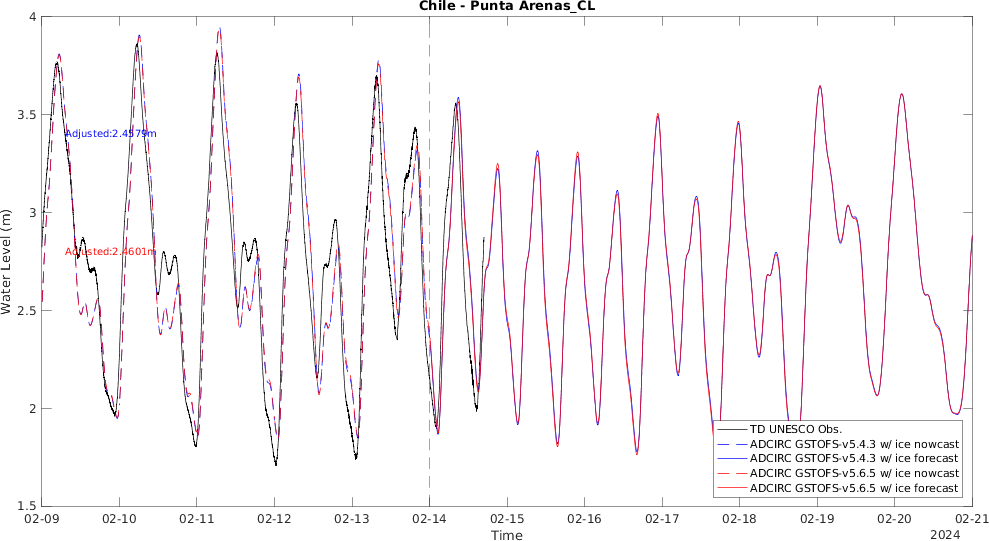 Chile - Punta Arenas_CL
4
3.5
3
2.5
2
1.5
Water Level (m)
Adjusted:2.4579m
Adjusted:2.4601m
TD UNESCO Obs.
ADCIRC GSTOFS-v5.4.3 w/ ice nowcast
ADCIRC GSTOFS-v5.4.3 w/ ice forecast
ADCIRC GSTOFS-v5.6.5 w/ ice nowcast
ADCIRC GSTOFS-v5.6.5 w/ ice forecast
02-09 02-10 02-11 02-12 02-13 02-14 02-15 02-16 02-17 02-18 02-19 02-20 02-21
Time
2024